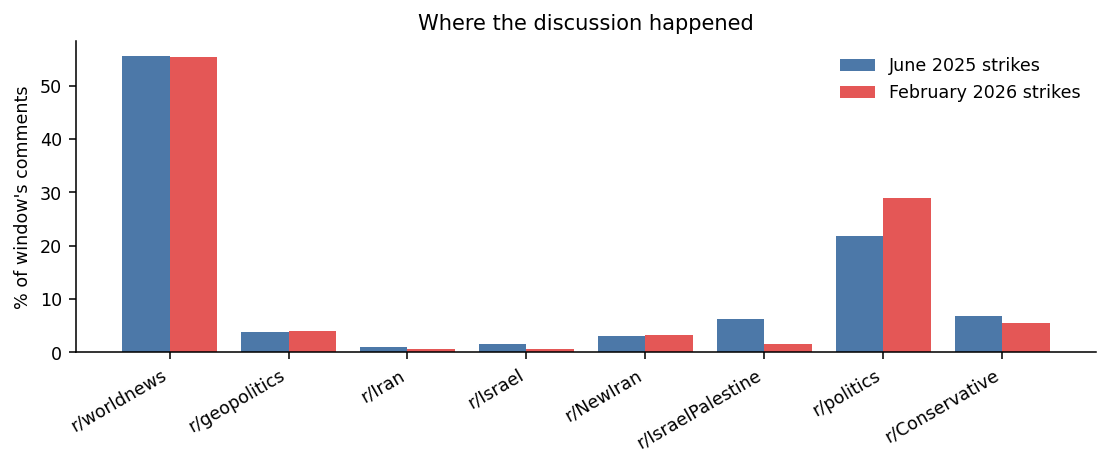 Where the discussion happened
June 2025 strikes
February 2026 strikes
% of window's comments
50
40
30
20
10
0
r/worldnews
r/geopolitics
r/Iran
r/Israel
r/NewIran
r/IsraelPalestine
r/politics
r/Conservative